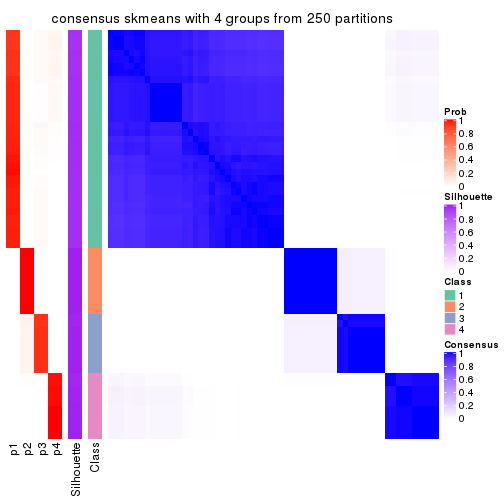 consensus skmeans with 4 groups from 250 partitions
p1
p2
p3
p4
Silhouette
Class
Prob
1
0.8
0.6
0.4
0.2
0
Silhouette
1
0.8
0.6
0.4
0.2
0
Class
1
2
3
4
Consensus
1
0.8
0.6
0.4
0.2
0